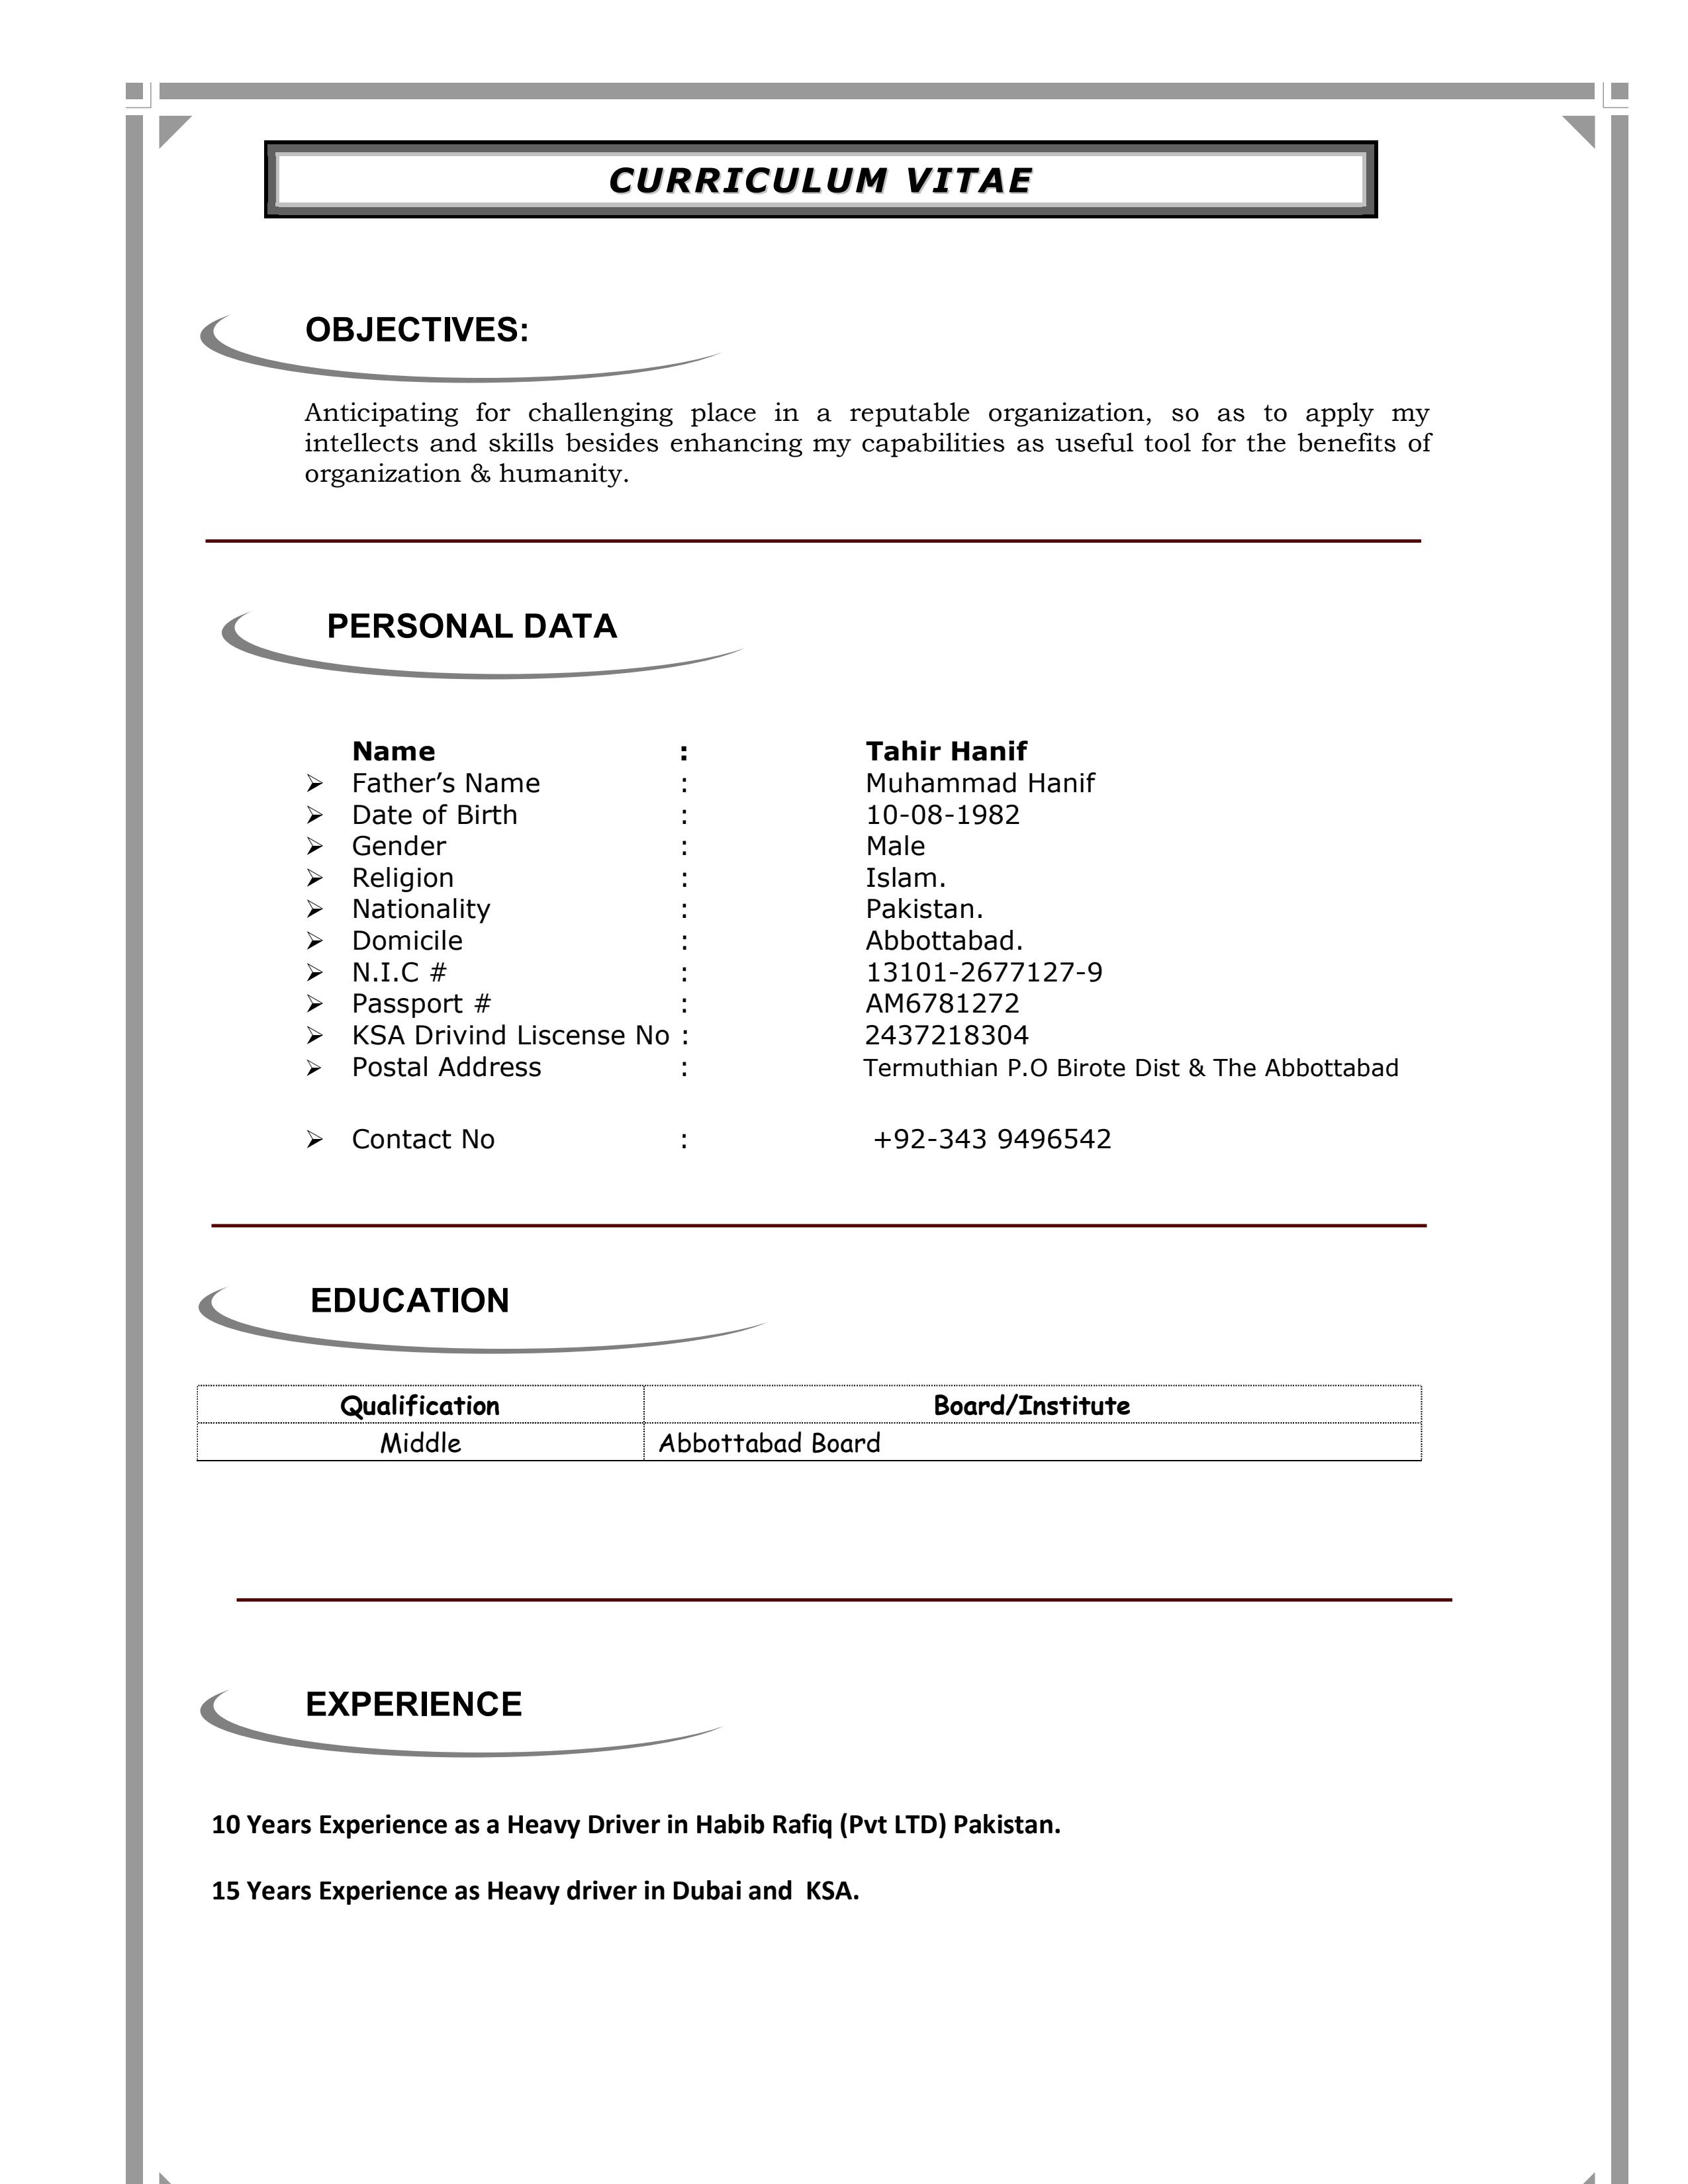 CURRICULUM VITAE
OBJECTIVES:
Anticipating for challenging place in a reputable organization, so as to apply my
intellects and skills besides enhancing my capabilities as useful tool for the benefits of
organization & humanity.
PERSONAL DATA
Name : Tahir Hanif
➢ Father’s Name : Muhammad Hanif
➢ Date of Birth : 10-08-1982
➢ Gender : Male
➢ Religion : Islam.
➢ Nationality : Pakistan.
➢ Domicile : Abbottabad.
➢ N.I.C # : 13101-2677127-9
➢ Passport # : AM6781272
➢ KSA Drivind Liscense No : 2437218304
➢ Postal Address : Termuthian P.O Birote Dist & The Abbottabad
➢ Contact No : +92-343 9496542
EDUCATION
Qualification Board/Institute
Middle Abbottabad Board
EXPERIENCE
10 Years Experience as a Heavy Driver in Habib Rafiq (Pvt LTD) Pakistan.
15 Years Experience as Heavy driver in Dubai and  KSA.